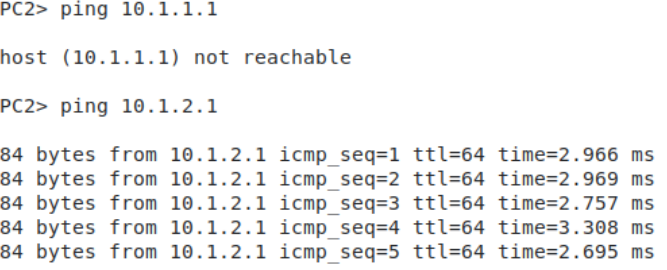 PC2> ping 10.1.1.1
host (10.1.1.1) not reachable
PC2> ping 10.1.2.1
84 bytes from 10.1.2.1 icmp_seq=1 ttl=64 time=2.966 ms
84 bytes from 10.1.2.1 icmp_seq=2 ttl=64 time=2.969 ms
84 bytes from 10.1.2.1 icmp_seq=3 ttl=64 time=2.757 ms
84 bytes from 10.1.2.1 icmp_seq=4 ttl=64 time=3.308 ms
84 bytes from 10.1.2.1 icmp_seq=5 ttl=64 time=2.695 ms